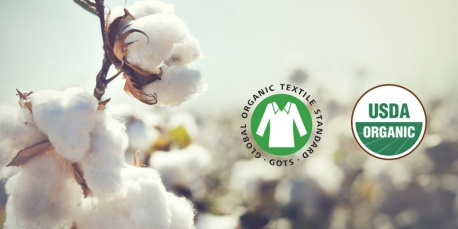 GLOBAL ORGANIC TEXTILE STANDARD · GOTS ·
USDA
ORGANIC